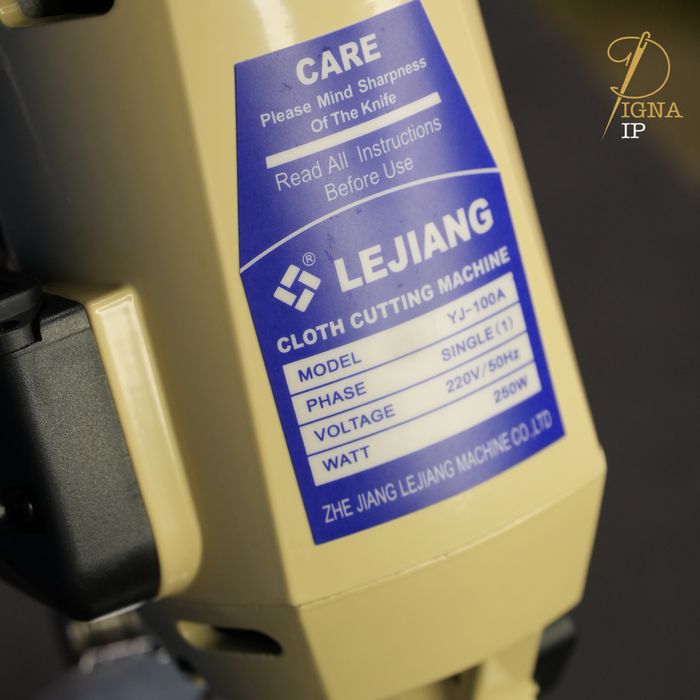 CARE
Please Mind Sharpness
Of The Knife
Read All Instructions
Before Use
® LEJIANG
CLOTH CUTTING MACHINE
MODEL YJ-100A
PHASE SINGLE(1)
VOLTAGE 220V/50Hz
WATT 250W
ZHE JIANG LEJIANG MACHINE CO.,LTD
DIGNA
IP